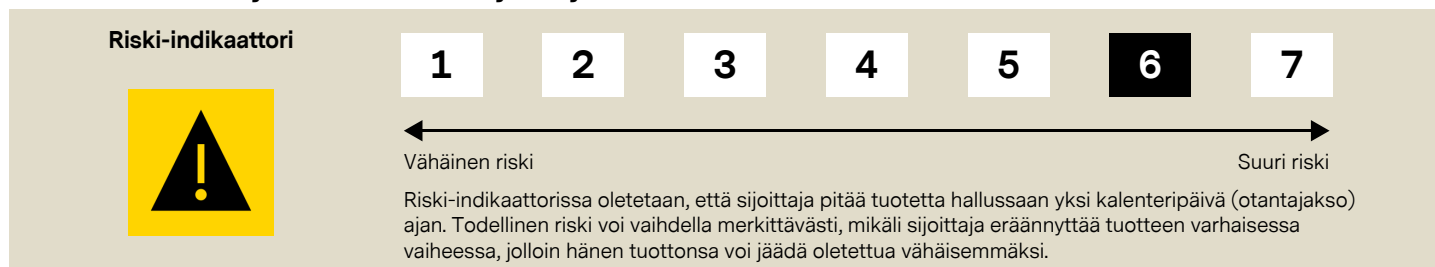 Riski-indikaattori
1 2 3 4 5 6 7
Vähäinen riski Suuri riski
Riski-indikaattorissa oletetaan, että sijoittaja pitää tuotetta hallussaan yksi kalenteripäivä (otantajakso)
ajan. Todellinen riski voi vaihdella merkittävästi, mikäli sijoittaja eräännyttää tuotteen varhaisessa
vaiheessa, jolloin hänen tuottonsa voi jäädä oletettua vähäisemmäksi.